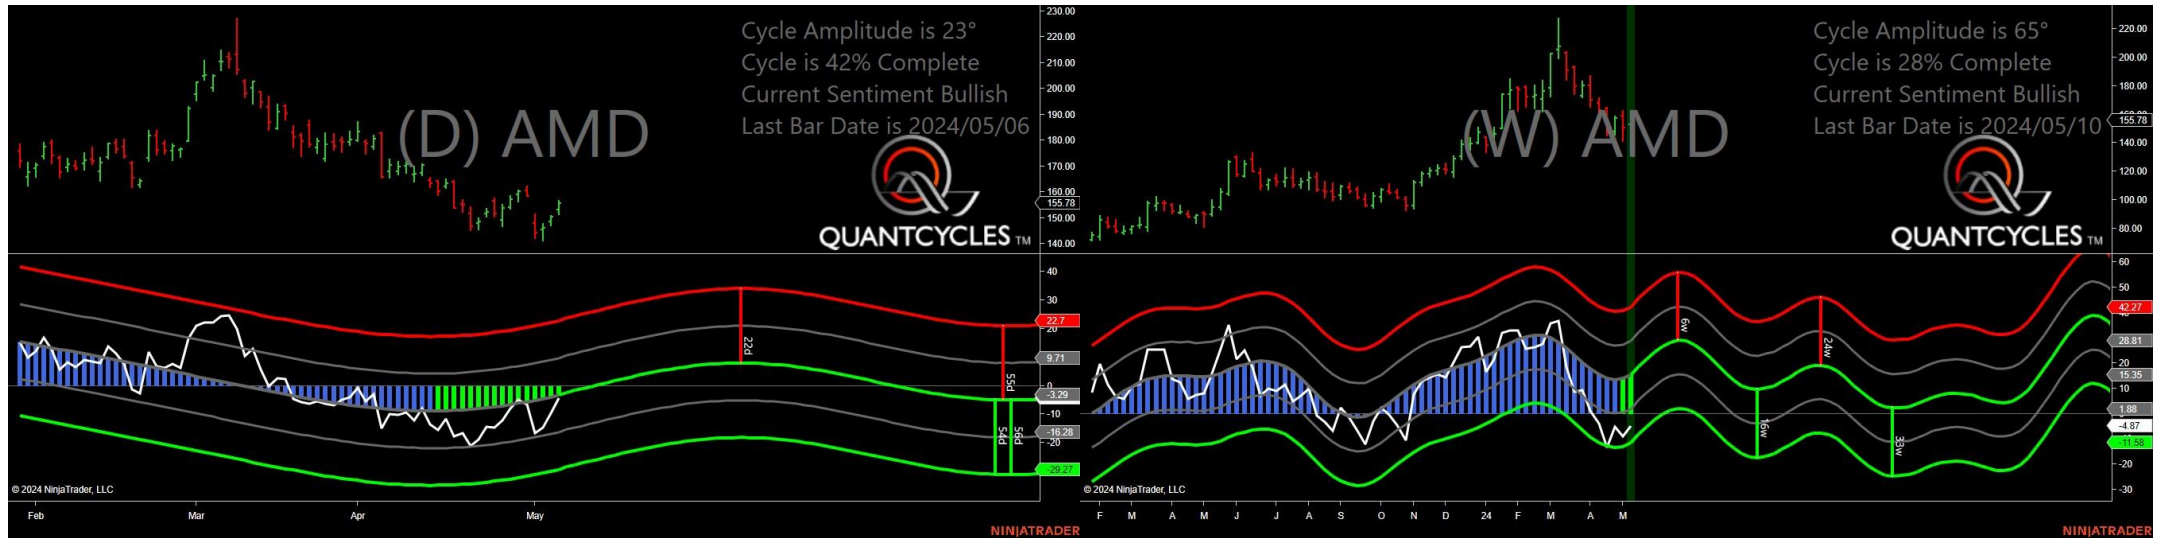 Cycle Amplitude is 23°
Cycle is 42% Complete
Current Sentiment Bullish
Last Bar Date is 2024/05/06
(D) AMD
QUANTCYCLES TM
230.00
220.00
210.00
200.00
190.00
180.00
170.00
160.00
155.78
150.00
140.00
40
30
22.7
20
9.71
0
-3.29
-10
-16.28
-20
-29.27
22d
55d
54d
56d
© 2024 NinjaTrader, LLC
Feb Mar Apr May
NINJATRADER
Cycle Amplitude is 65°
Cycle is 28% Complete
Current Sentiment Bullish
Last Bar Date is 2024/05/10
(W) AMD
QUANTCYCLES TM
220.00
200.00
180.00
155.78
140.00
120.00
100.00
80.00
60
50
42.27
28.81
20
15.35
10
1.88
-4.87
-11.58
-20
-30
6w
24w
16w
33w
© 2024 NinjaTrader, LLC
F M A M J J A S O N D 24 F M A M
NINJATRADER